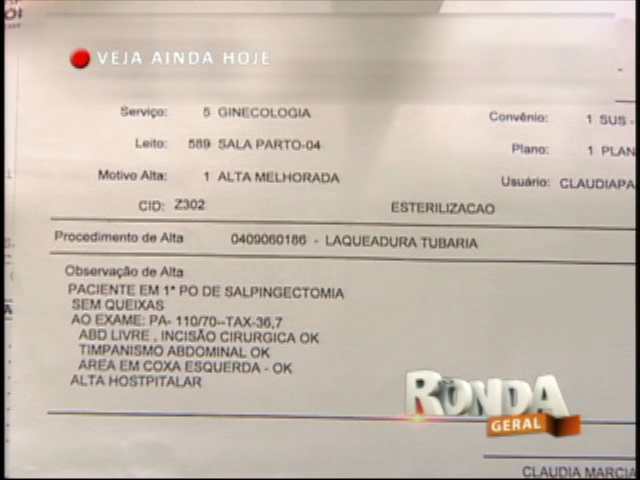 VEJA AINDA HOJE
Serviço: 5 GINECOLOGIA
Convênio: 1 SUS -
Leito: 589 SALA PARTO-04
Plano: 1 PLAN
Motivo Alta: 1 ALTA MELHORADA
Usuário: CLAUDIAPA
CID: Z302 ESTERILIZACAO
Procedimento de Alta 0409060186 - LAQUEADURA TUBARIA
Observação de Alta
PACIENTE EM 1º PO DE SALPINGECTOMIA
SEM QUEIXAS
AO EXAME: PA- 110/70--TAX-36,7
ABD LIVRE , INCISÃO CIRURGICA OK
TIMPANISMO ABDOMINAL OK
ÁREA EM COXA ESQUERDA - OK
ALTA HOSTPITALAR
RONDA
GERAL
CLAUDIA MARCIA